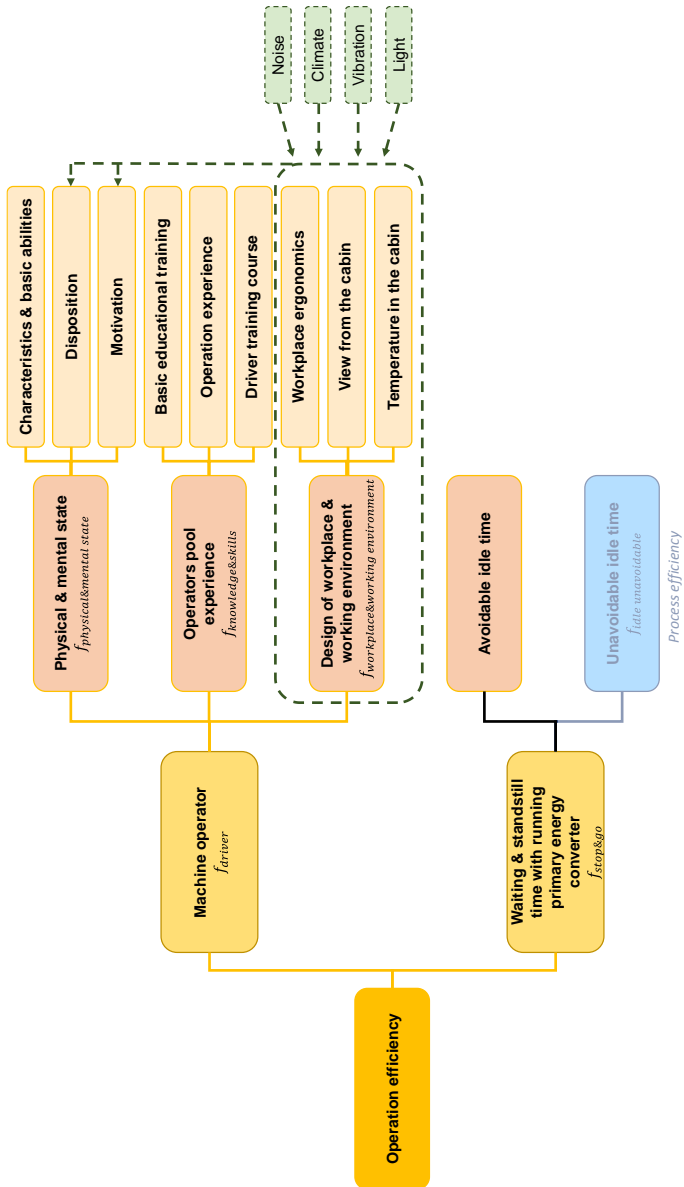 Operation efficiency
Machine operator
f_driver
Waiting & standstill
time with running
primary energy
converter
f_stop&go
Physical & mental state
f_physical&mental state
Operators pool
experience
f_knowledge&skills
Design of workplace &
working environment
f_workplace&working environment
Avoidable idle time
Unavoidable idle time
f_idle unavoidable
Process efficiency
Characteristics & basic abilities
Disposition
Motivation
Basic educational training
Operation experience
Driver training course
Workplace ergonomics
View from the cabin
Temperature in the cabin
Noise
Climate
Vibration
Light